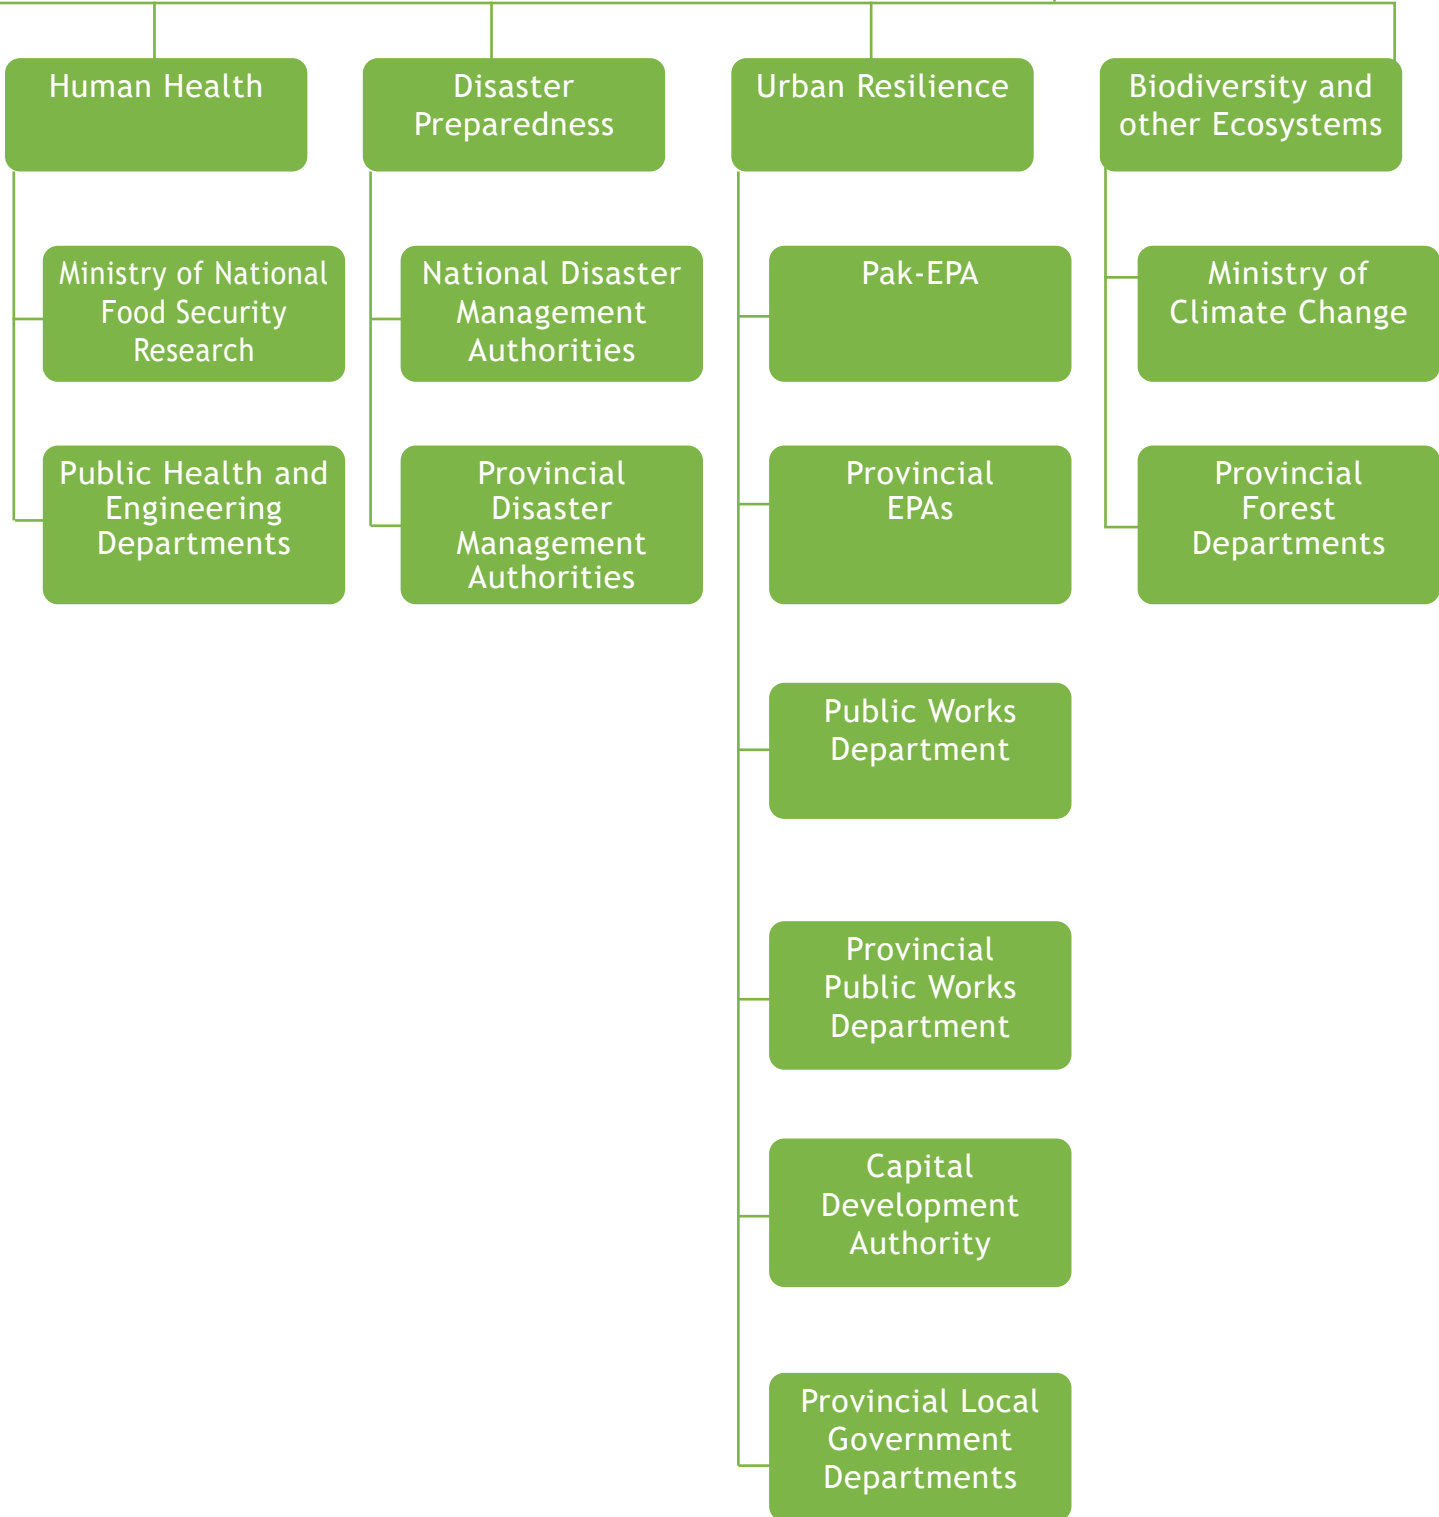 Human Health
Disaster
Preparedness
Urban Resilience
Biodiversity and
other Ecosystems
Ministry of National
Food Security
Research
National Disaster
Management
Authorities
Pak-EPA
Ministry of
Climate Change
Public Health and
Engineering
Departments
Provincial
Disaster
Management
Authorities
Provincial
EPAs
Provincial
Forest
Departments
Public Works
Department
Provincial
Public Works
Department
Capital
Development
Authority
Provincial Local
Government
Departments